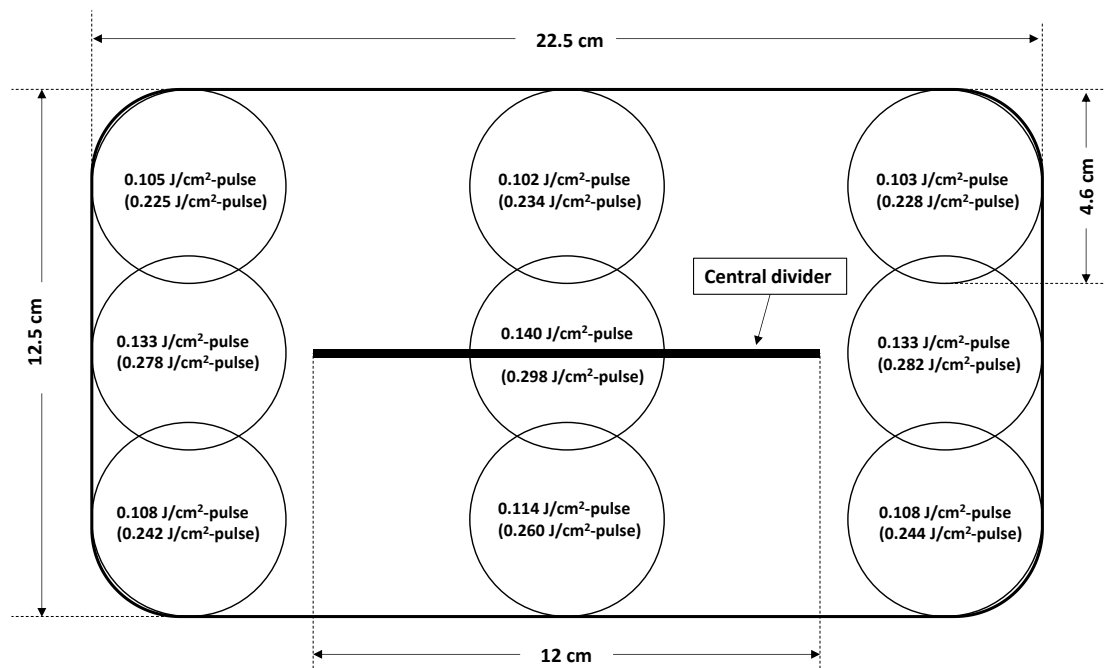 22.5 cm
12.5 cm
4.6 cm
0.105 J/cm²-pulse
(0.225 J/cm²-pulse)
0.102 J/cm²-pulse
(0.234 J/cm²-pulse)
0.103 J/cm²-pulse
(0.228 J/cm²-pulse)
Central divider
0.133 J/cm²-pulse
(0.278 J/cm²-pulse)
0.140 J/cm²-pulse
(0.298 J/cm²-pulse)
0.133 J/cm²-pulse
(0.282 J/cm²-pulse)
0.108 J/cm²-pulse
(0.242 J/cm²-pulse)
0.114 J/cm²-pulse
(0.260 J/cm²-pulse)
0.108 J/cm²-pulse
(0.244 J/cm²-pulse)
12 cm